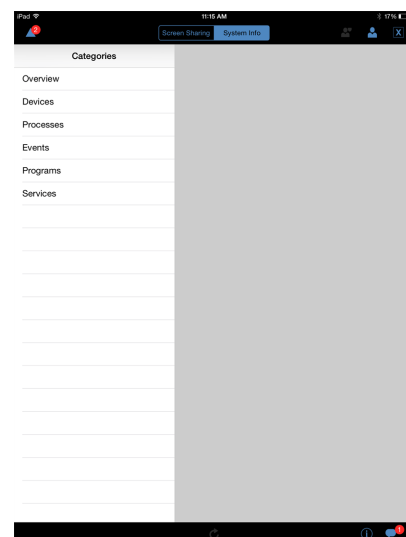 iPad 11:15 AM 17%
2 Screen Sharing System Info X
Categories
Overview
Devices
Processes
Events
Programs
Services
i 1